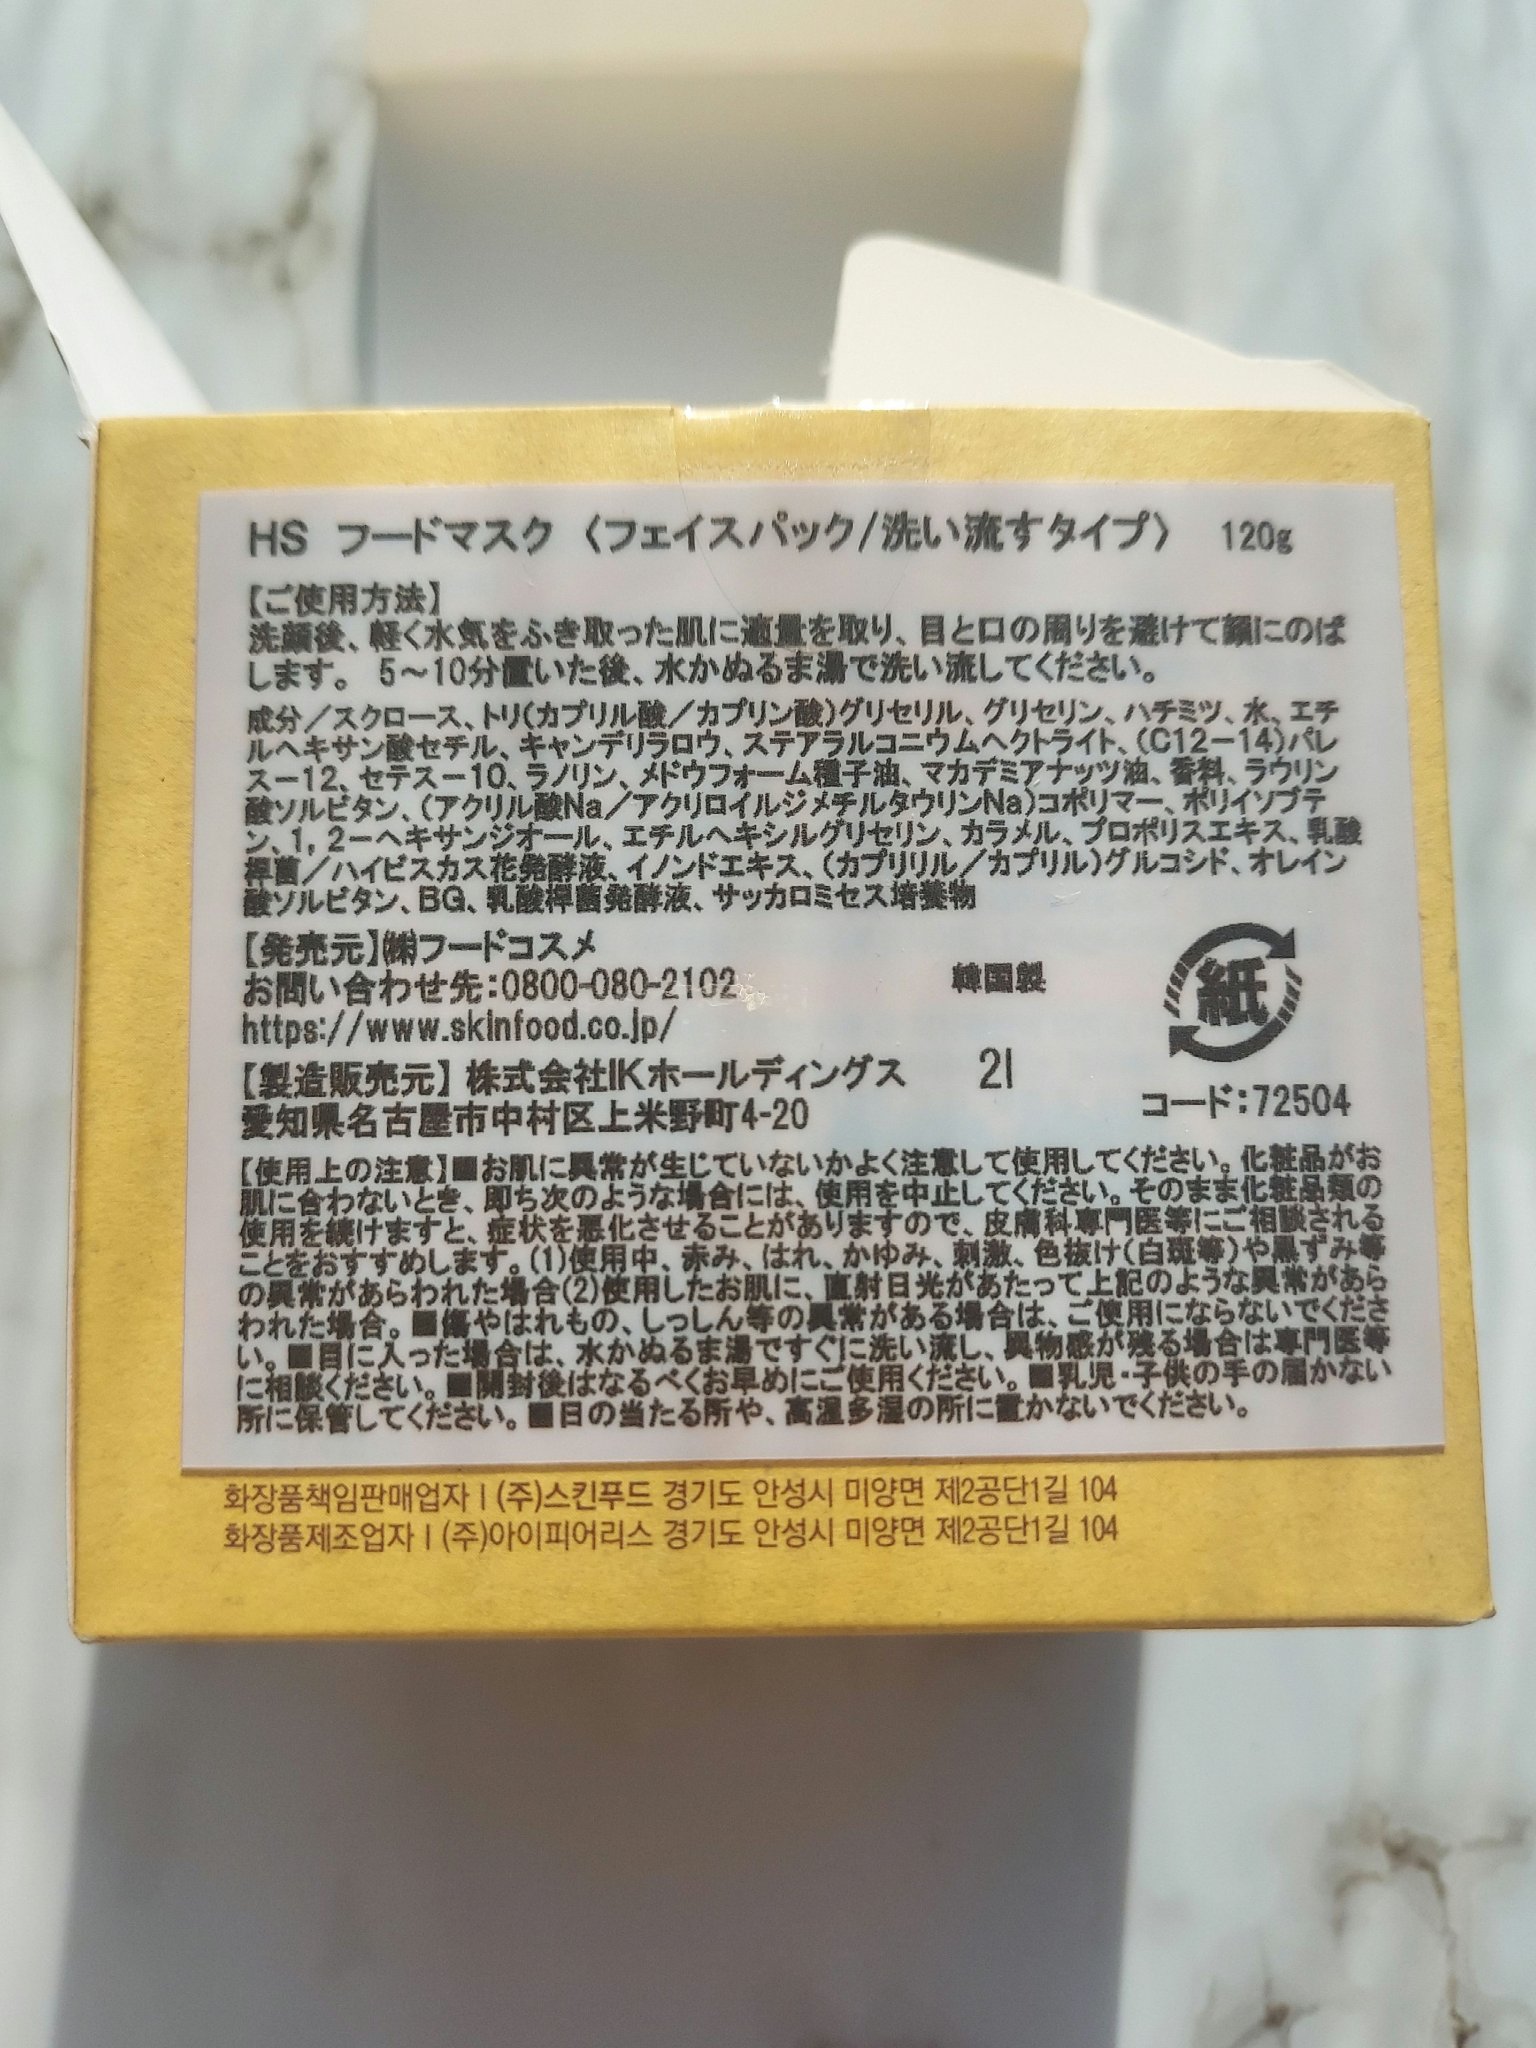 HS フードマスク〈フェイスパック/洗い流すタイプ〉 120g
【ご使用方法】
洗顔後、軽く水気をふき取った肌に適量を取り、目と口の周りを避けて顔にのば
します。 5～10分置いた後、水かぬるま湯で洗い流してください。
成分／スクロース、トリ(カプリル酸／カプリン酸)グリセリル、グリセリン、ハチミツ、水、エチ
ルヘキサン酸セチル、キャンデリラロウ、ステアラルコニウムヘクトライト、(C12－14)パレ
ス－12、セテス－10、ラノリン、メドウフォーム種子油、マカデミアナッツ油、香料、ラウリン
酸ソルビタン、(アクリル酸Na／アクリロイルジメチルタウリンNa)コポリマー、ポリイソブテ
ン、1，2－ヘキサンジオール、エチルヘキシルグリセリン、カラメル、プロポリスエキス、乳酸
桿菌／ハイビスカス花発酵液、イノンドエキス、(カプリリル／カプリル)グルコシド、オレイン
酸ソルビタン、BG、乳酸桿菌発酵液、サッカロミセス培養物
【発売元】㈱フードコスメ
お問い合わせ先：0800-080-2102
https://www.skinfood.co.jp/
韓国製
紙
【製造販売元】株式会社IKホールディングス
愛知県名古屋市中村区上米野町4-20
2I
コード：72504
【使用上の注意】■お肌に異常が生じていないかよく注意して使用してください。化粧品がお
肌に合わないとき、即ち次のような場合には、使用を中止してください。そのまま化粧品類の
使用を続けますと、症状を悪化させることがありますので、皮膚科専門医等にご相談される
ことをおすすめします。(1)使用中、赤み、はれ、かゆみ、刺激、色抜け(白斑等)や黒ずみ等
の異常があらわれた場合(2)使用したお肌に、直射日光があたって上記のような異常があら
われた場合。■傷やはれもの、しっしん等の異常がある場合は、ご使用にならないでくださ
い。■目に入った場合は、水かぬるま湯ですぐに洗い流し、異物感が残る場合は専門医等
に相談ください。■開封後はなるべくお早めにご使用ください。■乳児・子供の手の届かない
所に保管してください。■日の当たる所や、高温多湿の所に置かないでください。
화장품책임판매업자 | (주)스킨푸드 경기도 안성시 미양면 제2공단1길 104
화장품제조업자 | (주)아이피어리스 경기도 안성시 미양면 제2공단1길 104